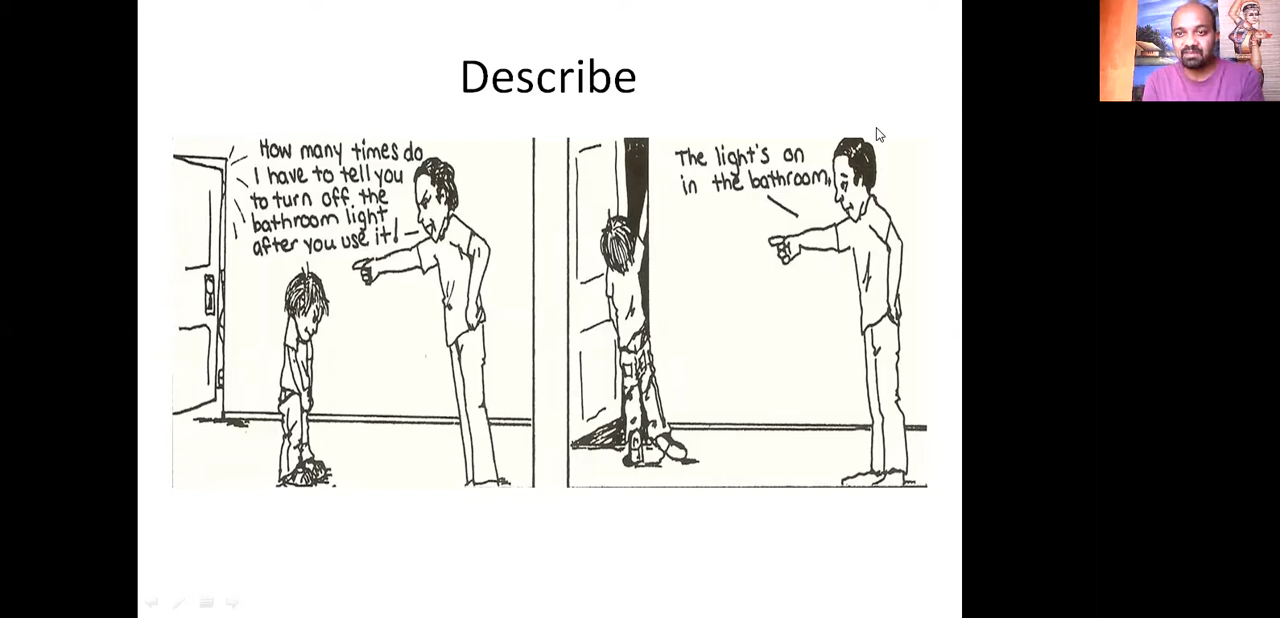 Describe
How many times do
I have to tell you
to turn off the
bathroom light
after you use it!
The light's on
in the bathroom.